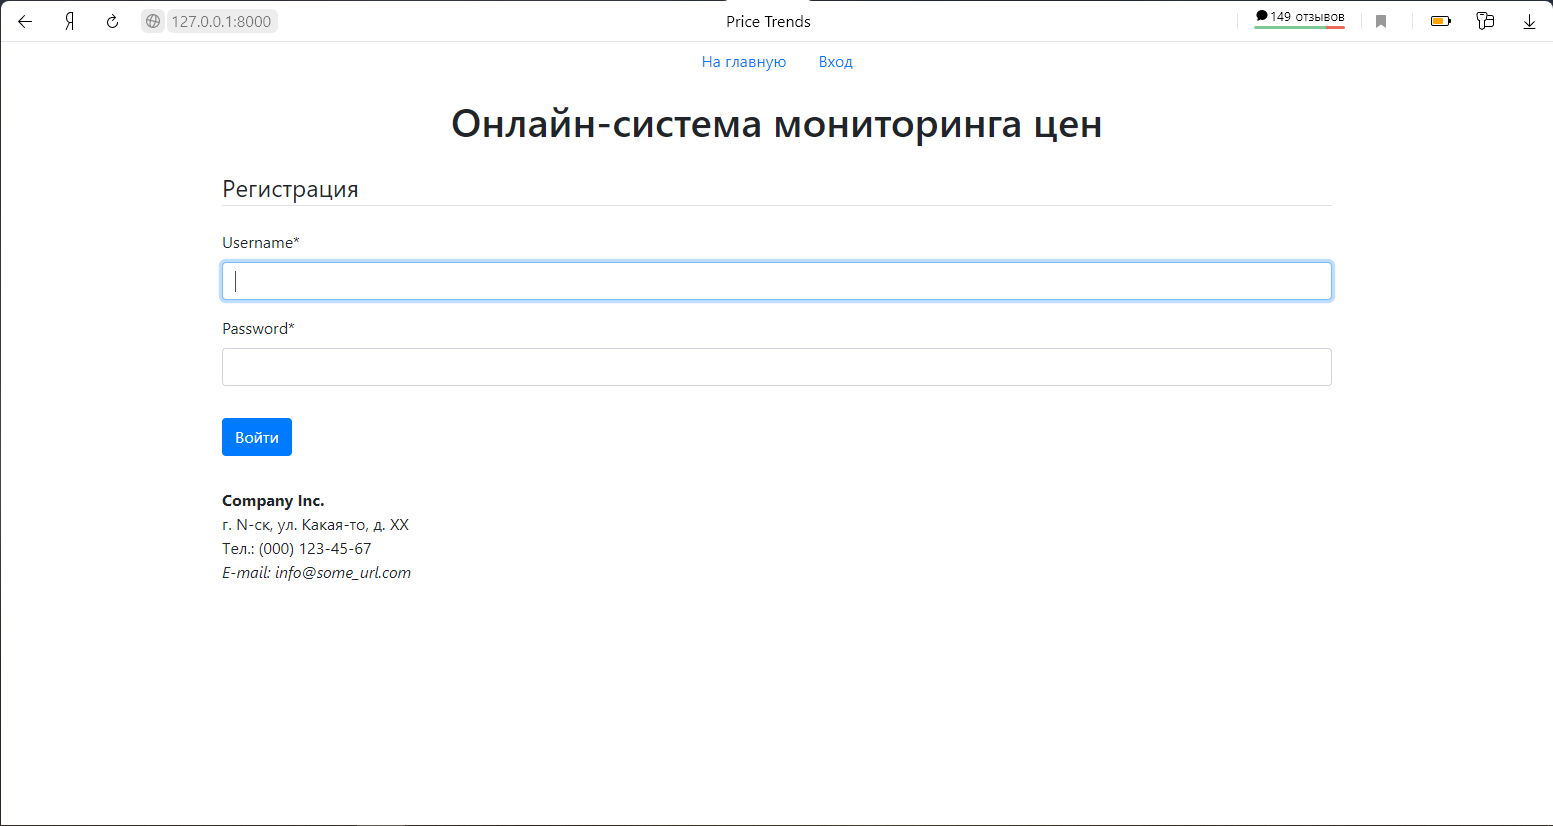 Я 127.0.0.1:8000 Price Trends 149 отзывов
На главную Вход
Онлайн-система мониторинга цен
Регистрация
Username*
Password*
Войти
Company Inc.
г. N-ск, ул. Какая-то, д. XX
Тел.: (000) 123-45-67
E-mail: info@some_url.com